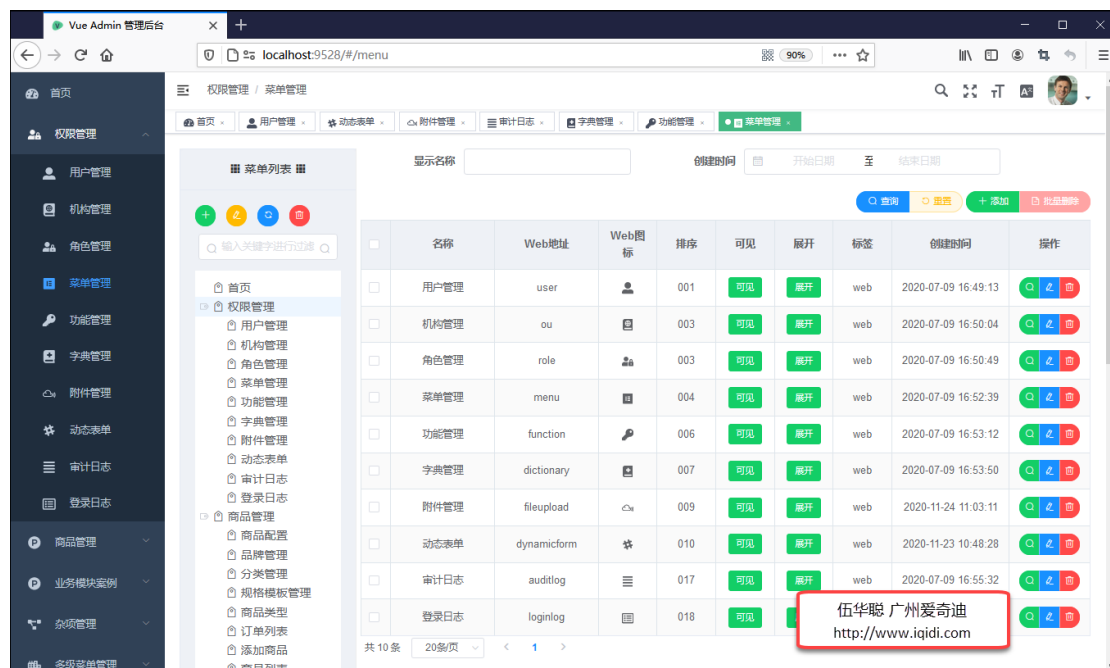 Vue Admin 管理后台
localhost:9528/#/menu
90%
首页
权限管理
用户管理
机构管理
角色管理
菜单管理
功能管理
字典管理
附件管理
动态表单
审计日志
登录日志
商品管理
业务模块案例
杂项管理
多级菜单管理
权限管理 / 菜单管理
首页 用户管理 动态表单 附件管理 审计日志 字典管理 功能管理 菜单管理
菜单列表
输入关键字进行过滤
首页
权限管理
用户管理
机构管理
角色管理
菜单管理
功能管理
字典管理
附件管理
动态表单
审计日志
登录日志
商品管理
商品配置
品牌管理
分类管理
规格模板管理
商品类型
订单列表
添加商品
商品列表
显示名称 创建时间 开始日期 至 结束日期
查询 重置 添加 批量删除
名称 Web地址 Web图标 排序 可见 展开 标签 创建时间 操作
用户管理 user 001 可见 展开 web 2020-07-09 16:49:13
机构管理 ou 003 可见 展开 web 2020-07-09 16:50:04
角色管理 role 003 可见 展开 web 2020-07-09 16:50:49
菜单管理 menu 004 可见 展开 web 2020-07-09 16:52:39
功能管理 function 006 可见 展开 web 2020-07-09 16:53:12
字典管理 dictionary 007 可见 展开 web 2020-07-09 16:53:50
附件管理 fileupload 009 可见 展开 web 2020-11-24 11:03:11
动态表单 dynamicform 010 可见 展开 web 2020-11-23 10:48:28
审计日志 auditlog 017 可见 展开 web 2020-07-09 16:55:32
登录日志 loginlog 018 可见
伍华聪 广州爱奇迪
http://www.iqidi.com
共 10 条 20条/页 1